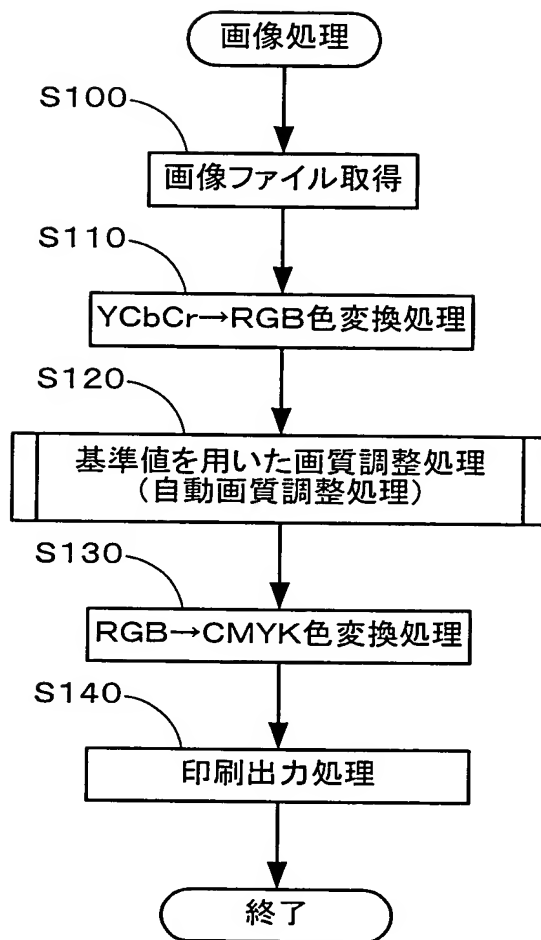 画像処理
S100
画像ファイル取得
S110
YCbCr→RGB色変換処理
S120
基準値を用いた画質調整処理
(自動画質調整処理)
S130
RGB→CMYK色変換処理
S140
印刷出力処理
終了